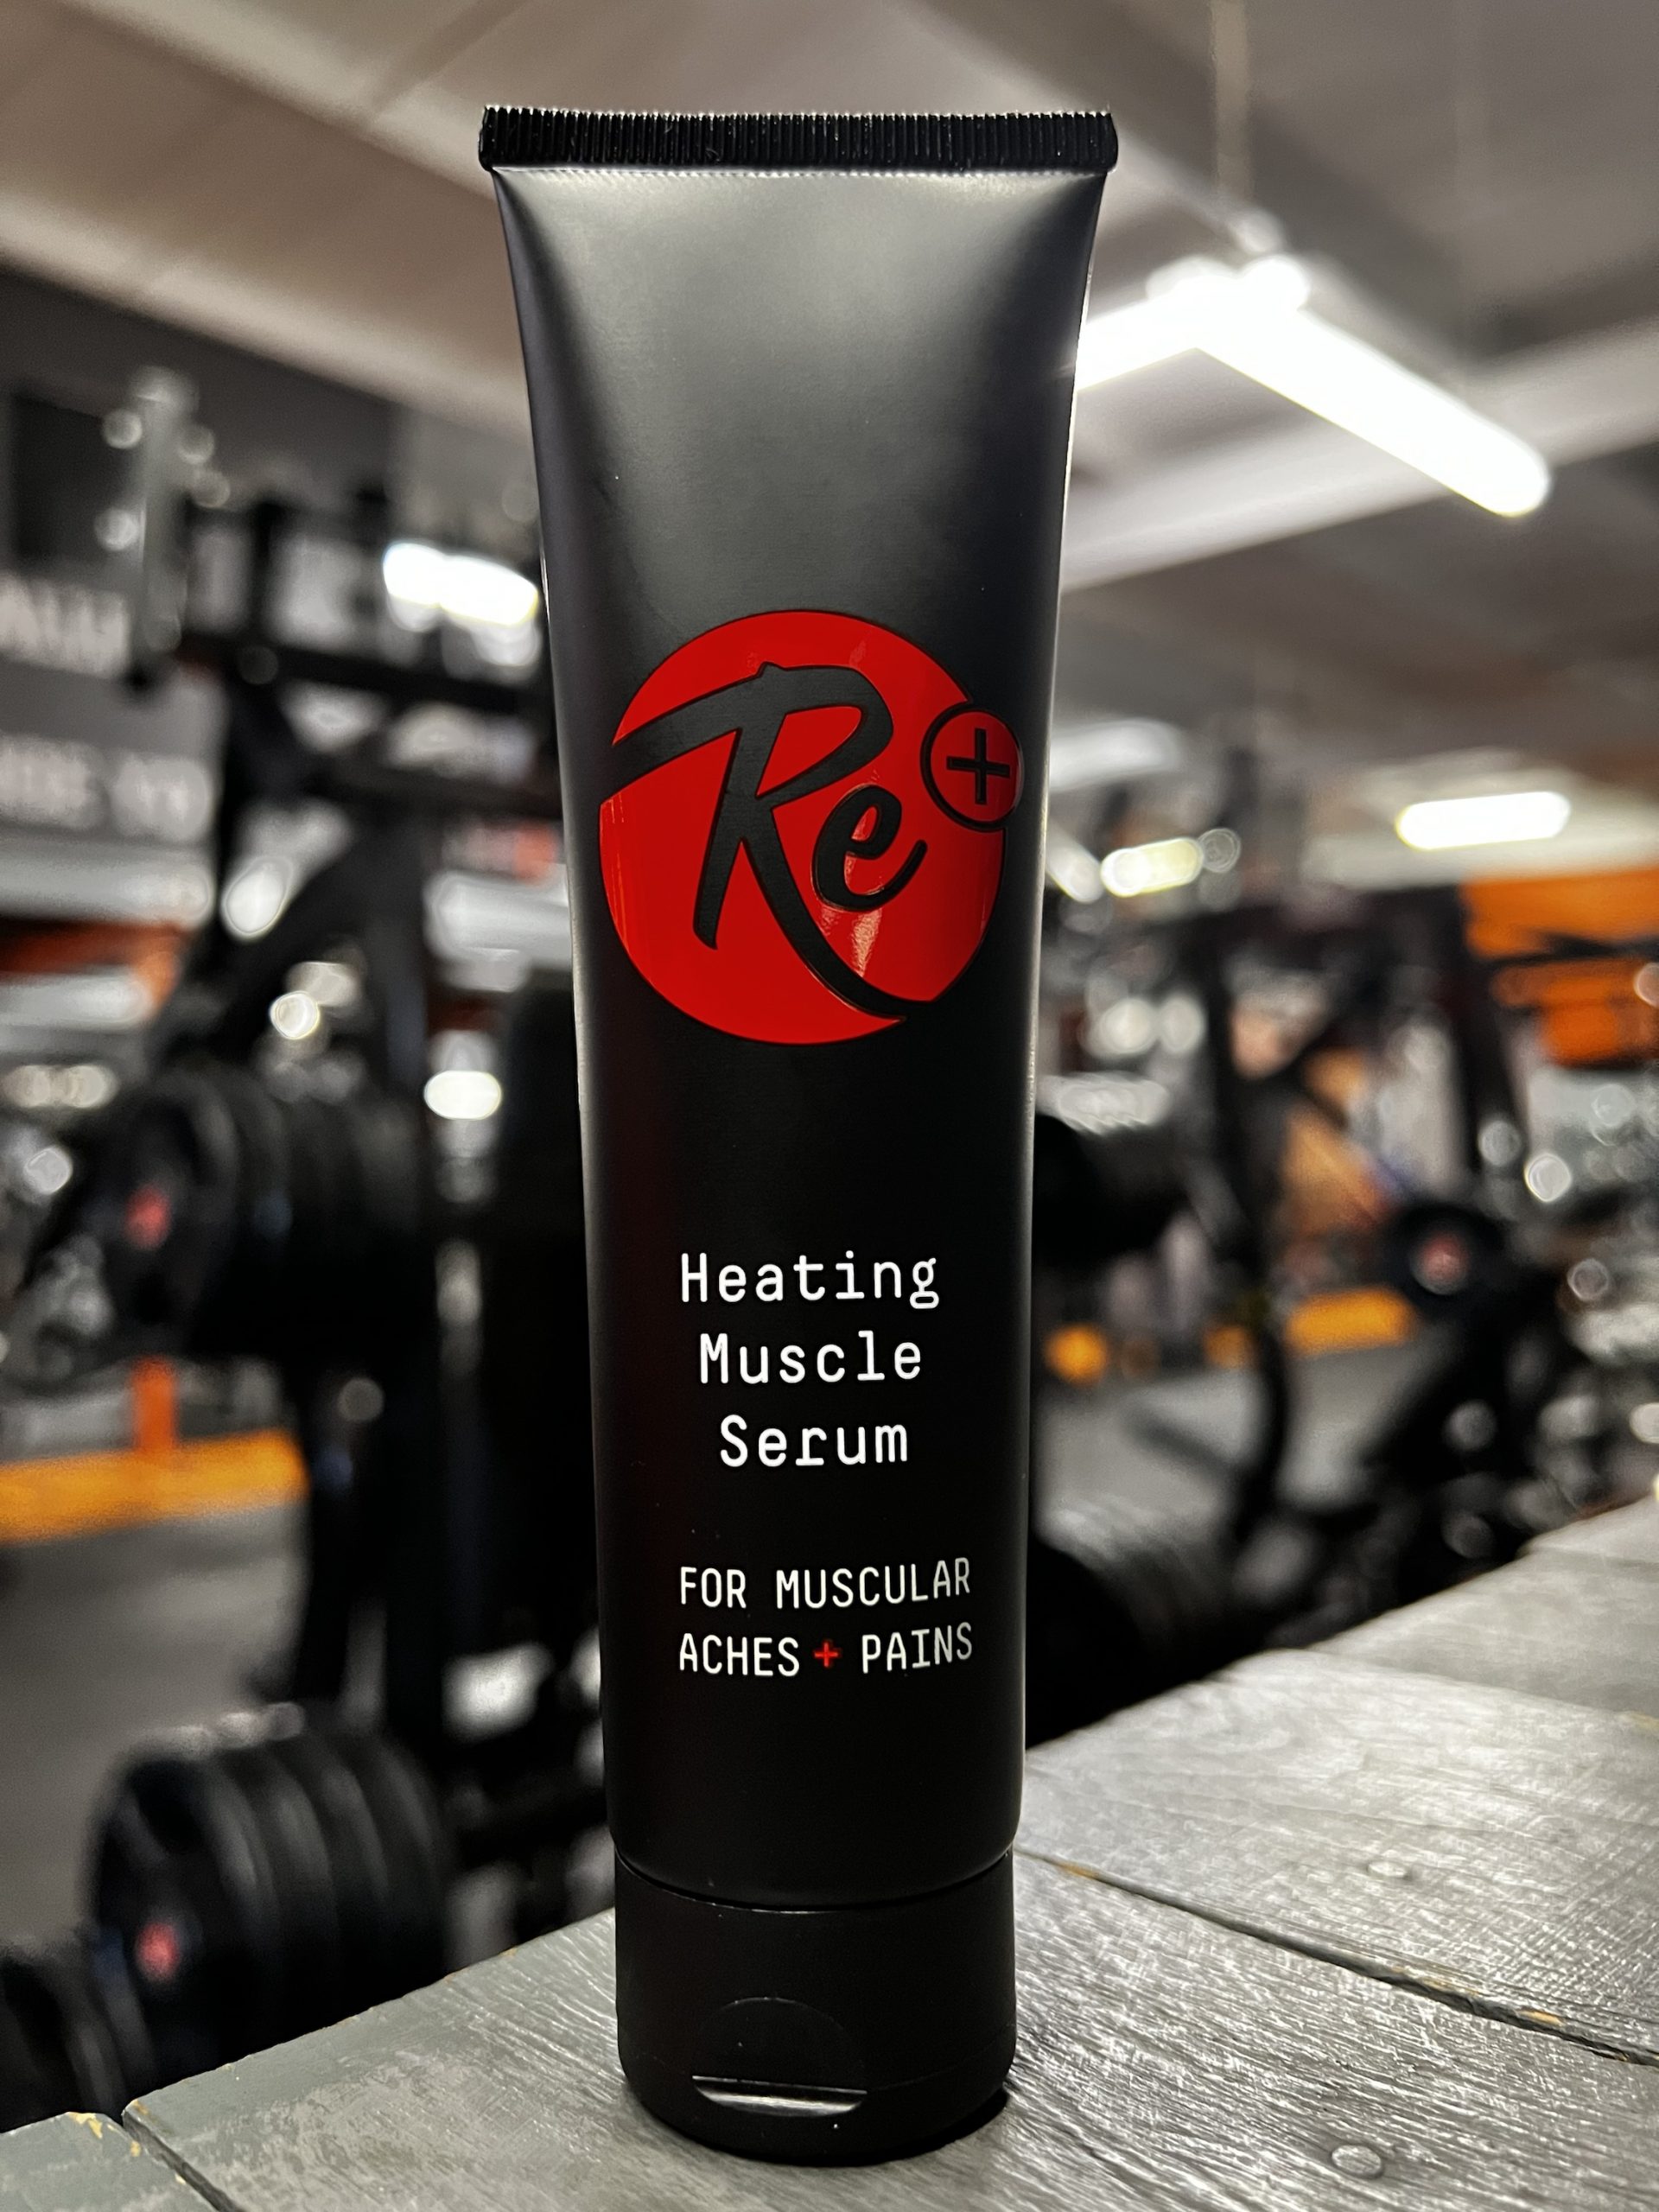 Re+
Heating
Muscle
Serum
FOR MUSCULAR
ACHES + PAINS